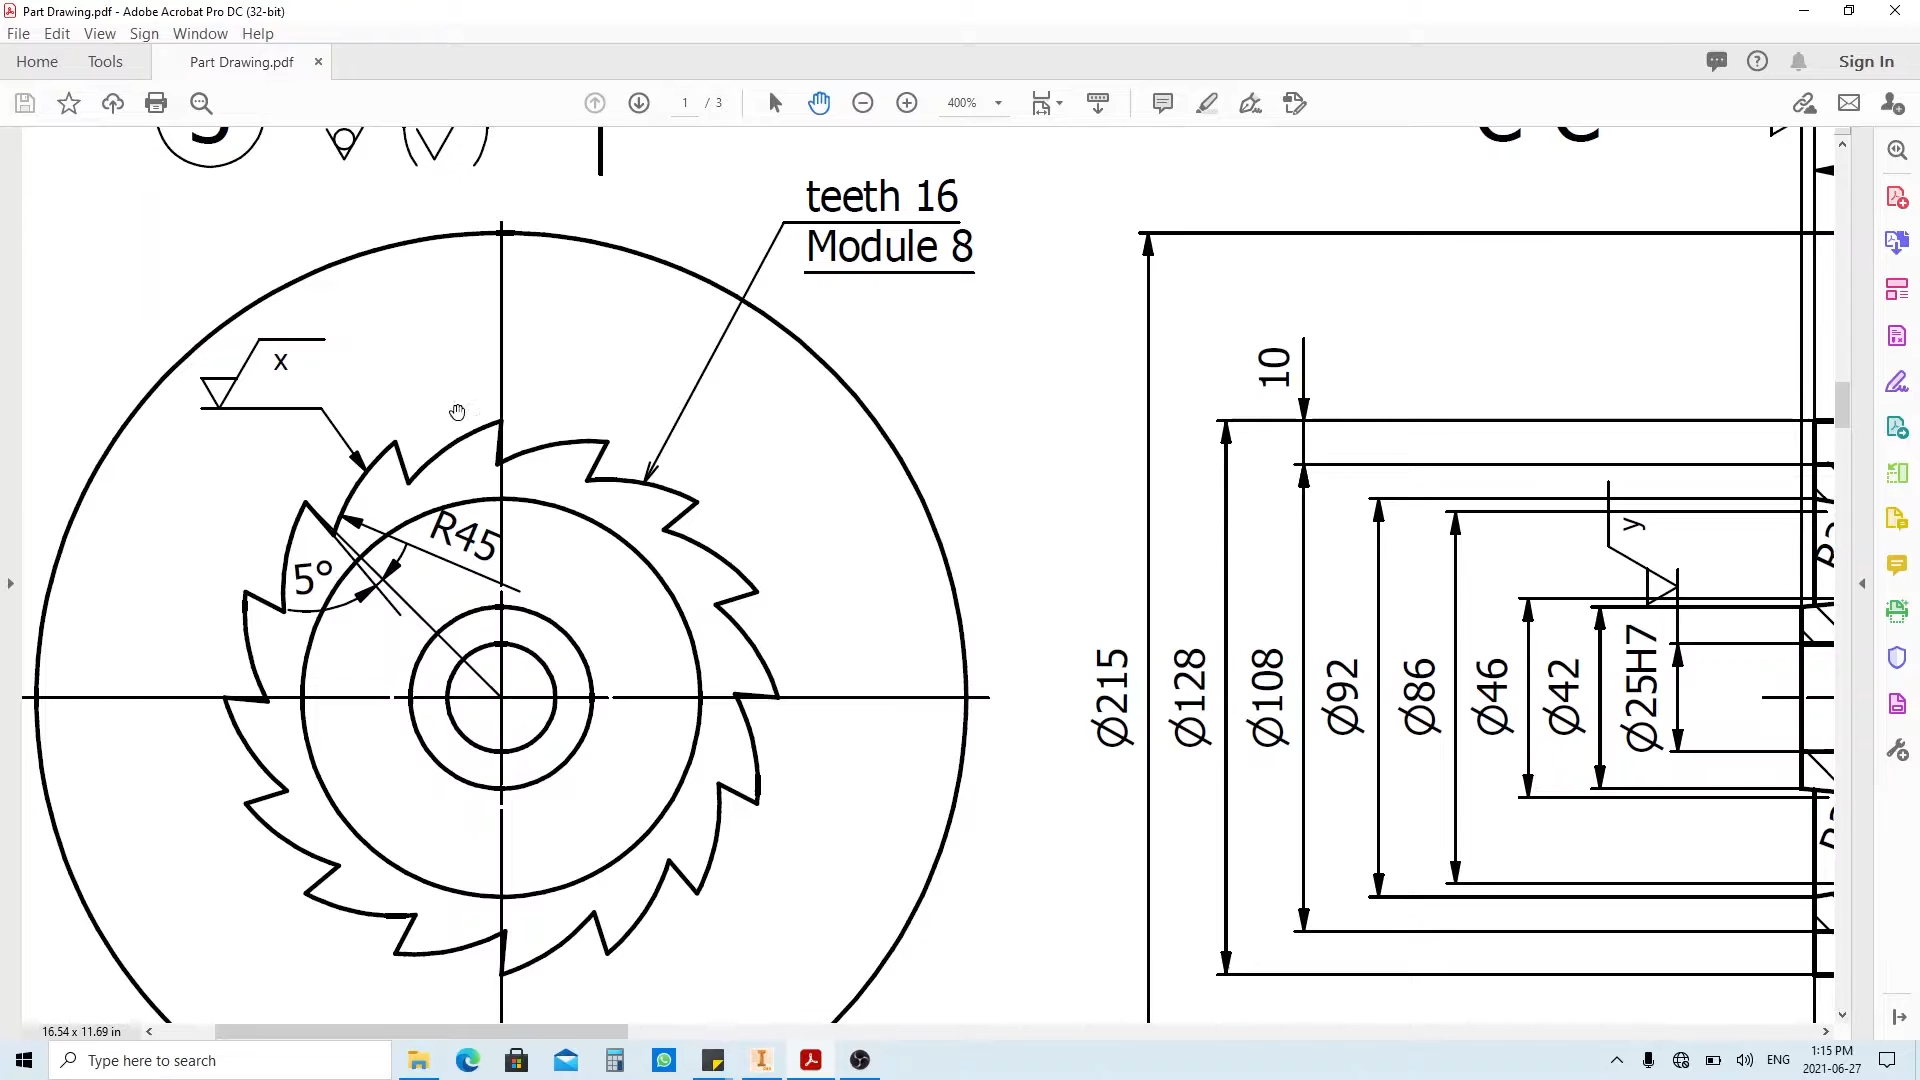 Part Drawing.pdf - Adobe Acrobat Pro DC (32-bit)
File Edit View Sign Window Help
Home Tools Part Drawing.pdf × Sign In
1 / 3 400%
teeth 16
Module 8
x
10
R45
5°
y
Ø215
Ø128
Ø108
Ø92
Ø86
Ø46
Ø42
Ø25H7
16.54 x 11.69 in
Type here to search
ENG
1:15 PM
2021-06-27